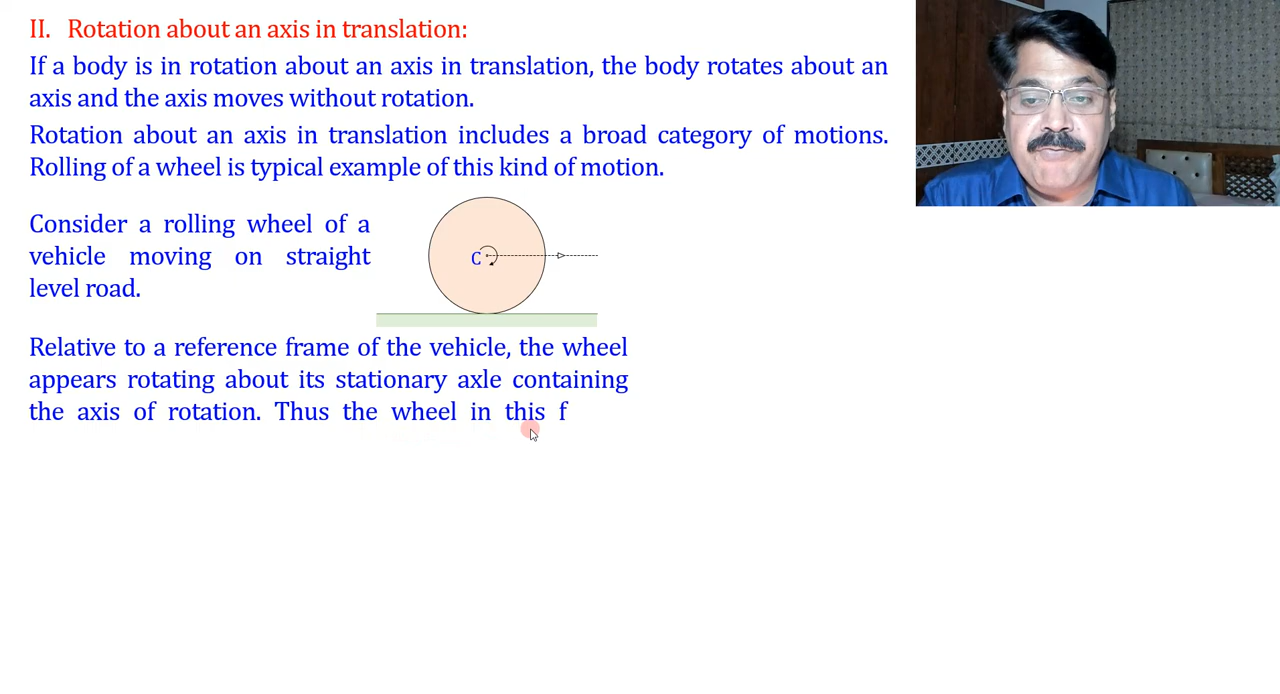 II. Rotation about an axis in translation:
If a body is in rotation about an axis in translation, the body rotates about an
axis and the axis moves without rotation.
Rotation about an axis in translation includes a broad category of motions.
Rolling of a wheel is typical example of this kind of motion.
Consider a rolling wheel of a
vehicle moving on straight
level road.
C
Relative to a reference frame of the vehicle, the wheel
appears rotating about its stationary axle containing
the axis of rotation. Thus the wheel in this f